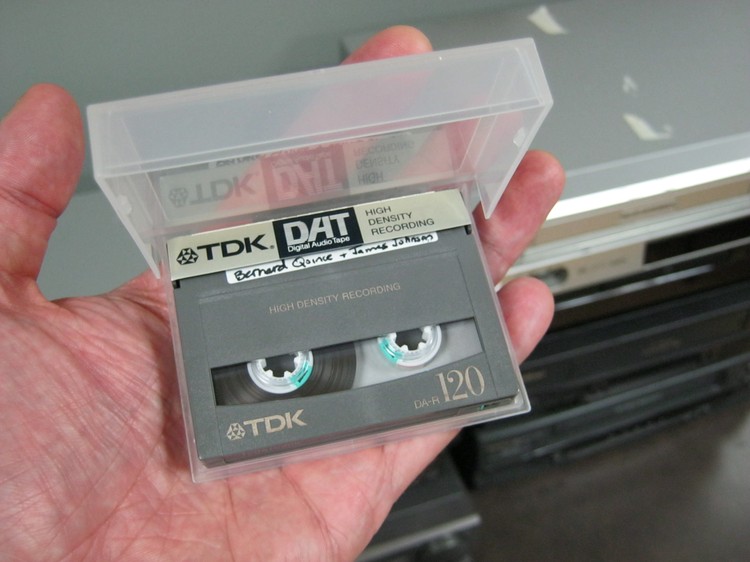 TDK. DAT HIGH
DENSITY
RECORDING
Digital Audio Tape
Bernard Quince + James Johnson
HIGH DENSITY RECORDING
DA-R 120
TDK